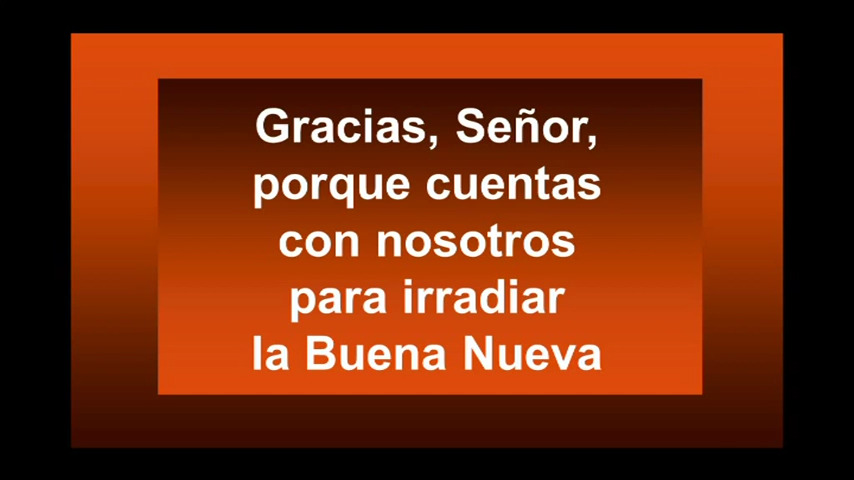 Gracias, Señor,
porque cuentas
con nosotros
para irradiar
la Buena Nueva